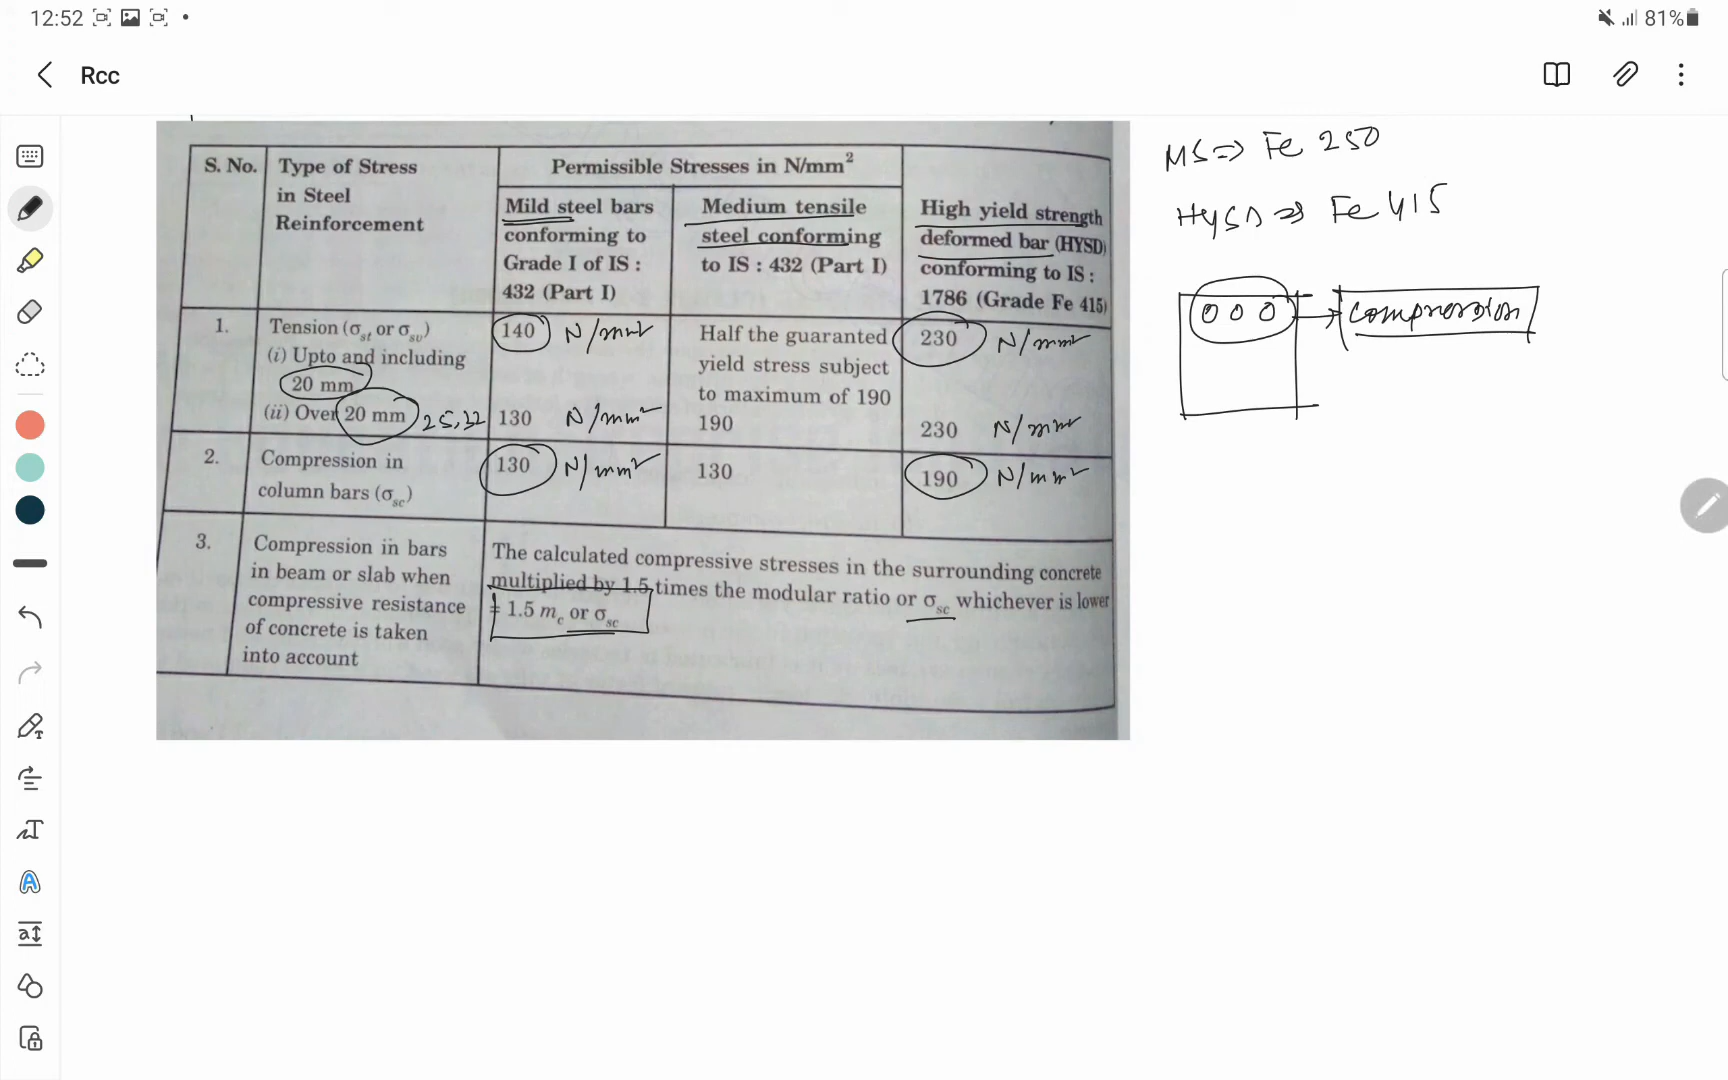 12:52
81%
Rcc
S. No.
Type of Stress
in Steel
Reinforcement
Permissible Stresses in N/mm²
Mild steel bars
conforming to
Grade I of IS :
432 (Part I)
Medium tensile
steel conforming
to IS : 432 (Part I)
High yield strength
deformed bar (HYSD)
conforming to IS :
1786 (Grade Fe 415)
1.
Tension (σst or σsv)
(i) Upto and including
20 mm
(ii) Over 20 mm 25,32
140 N/mm²
130 N/mm²
Half the guaranted
yield stress subject
to maximum of 190
190
230 N/mm²
230 N/mm²
2.
Compression in
column bars (σsc)
130 N/mm²
130
190 N/mm²
3.
Compression in bars
in beam or slab when
compressive resistance
of concrete is taken
into account
The calculated compressive stresses in the surrounding concrete
multiplied by 1.5 times the modular ratio or σsc whichever is lower
= 1.5 mc or σsc
MS => Fe 250
HYSD => Fe 415
compression